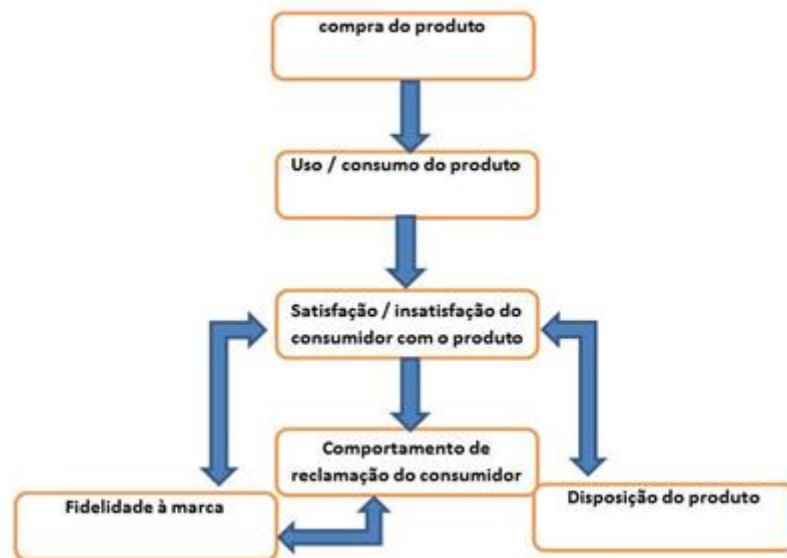 compra do produto
Uso / consumo do produto
Satisfação / insatisfação do
consumidor com o produto
Comportamento de
reclamação do consumidor
Fidelidade à marca
Disposição do produto